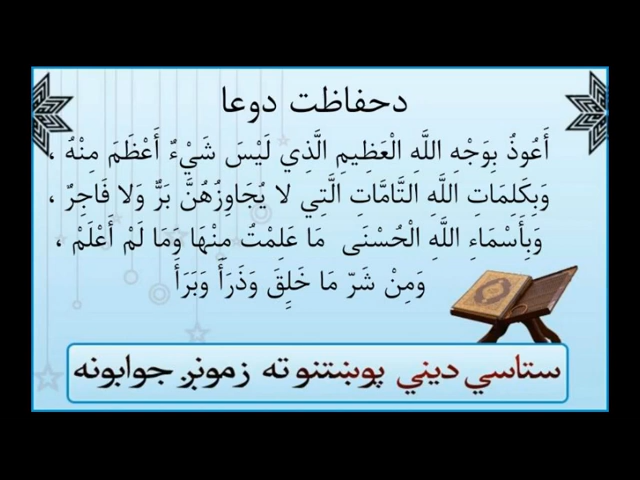 دحفاظت دوعا
أَعُوذُ بِوَجْهِ اللَّهِ الْعَظِيمِ الَّذِي لَيْسَ شَيْءٌ أَعْظَمَ مِنْهُ ،
وَبِكَلِمَاتِ اللَّهِ التَّامَّاتِ الَّتِي لا يُجَاوِزُهُنَّ بَرٌّ وَلا فَاجِرٌ ،
وَبِأَسْمَاءِ اللَّهِ الْحُسْنَى مَا عَلِمْتُ مِنْهَا وَمَا لَمْ أَعْلَمْ ،
وَمِنْ شَرّ مَا خَلِقَ وَذَرَأَ وَبَرَأَ
ستاسي ديني پوښتنو ته زمونږ جوابونه